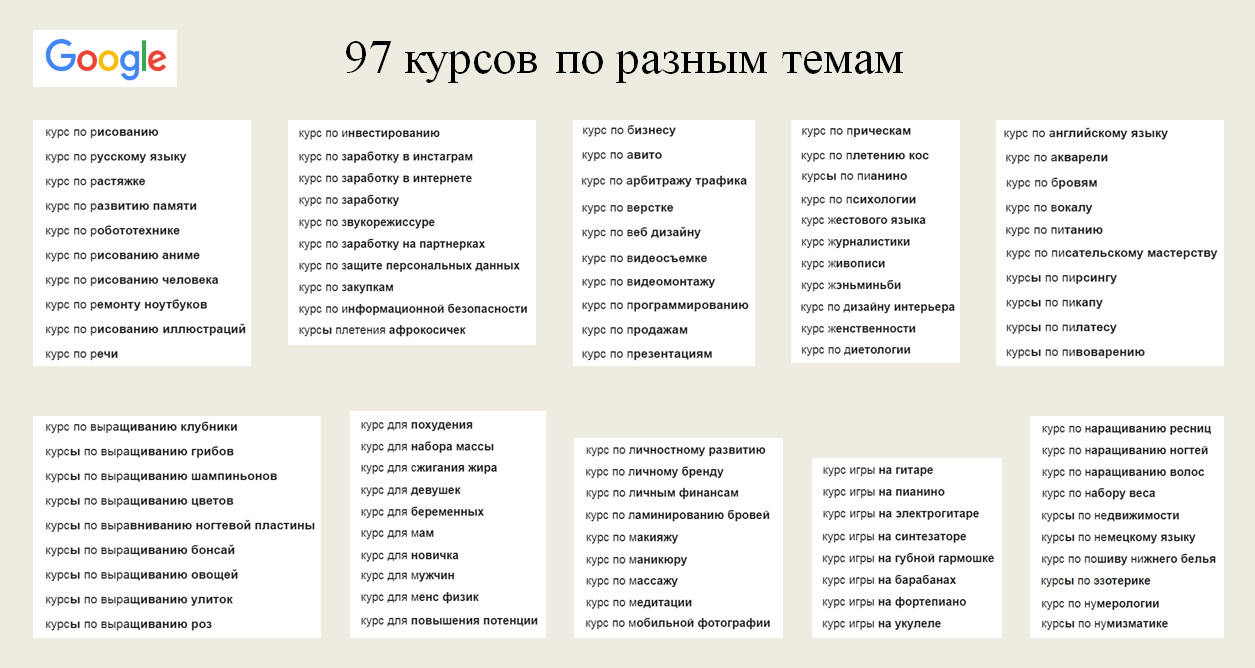 Google
97 курсов по разным темам
курс по рисованию
курс по русскому языку
курс по растяжке
курс по развитию памяти
курс по робототехнике
курс по рисованию аниме
курс по рисованию человека
курс по ремонту ноутбуков
курс по рисованию иллюстраций
курс по речи
курс по инвестированию
курс по заработку в инстаграм
курс по заработку в интернете
курс по заработку
курс по звукорежиссуре
курс по заработку на партнерках
курс по защите персональных данных
курс по закупкам
курс по информационной безопасности
курсы плетения афрокосичек
курс по бизнесу
курс по авито
курс по арбитражу трафика
курс по верстке
курс по веб дизайну
курс по видеосъемке
курс по видеомонтажу
курс по программированию
курс по продажам
курс по презентациям
курс по прическам
курс по плетению кос
курсы по пианино
курс по психологии
курс жестового языка
курс журналистики
курс живописи
курс жэньминьби
курс по дизайну интерьера
курс женственности
курс по диетологии
курс по английскому языку
курс по акварели
курс по бровям
курс по вокалу
курс по питанию
курс по писательскому мастерству
курсы по пирсингу
курсы по пикапу
курсы по пилатесу
курсы по пивоварению
курс по выращиванию клубники
курсы по выращиванию грибов
курсы по выращиванию шампиньонов
курсы по выращиванию цветов
курсы по выравниванию ногтевой пластины
курсы по выращиванию бонсай
курсы по выращиванию овощей
курсы по выращиванию улиток
курсы по выращиванию роз
курс для похудения
курс для набора массы
курс для сжигания жира
курс для девушек
курс для беременных
курс для мам
курс для новичка
курс для мужчин
курс для менс физик
курс для повышения потенции
курс по личностному развитию
курс по личному бренду
курс по личным финансам
курс по ламинированию бровей
курс по макияжу
курс по маникюру
курс по массажу
курс по медитации
курс по мобильной фотографии
курс игры на гитаре
курс игры на пианино
курс игры на электрогитаре
курс игры на синтезаторе
курс игры на губной гармошке
курс игры на барабанах
курс игры на фортепиано
курс игры на укулеле
курс по наращиванию ресниц
курс по наращиванию ногтей
курс по наращиванию волос
курс по набору веса
курсы по недвижимости
курсы по немецкому языку
курс по пошиву нижнего белья
курсы по эзотерике
курс по нумерологии
курсы по нумизматике